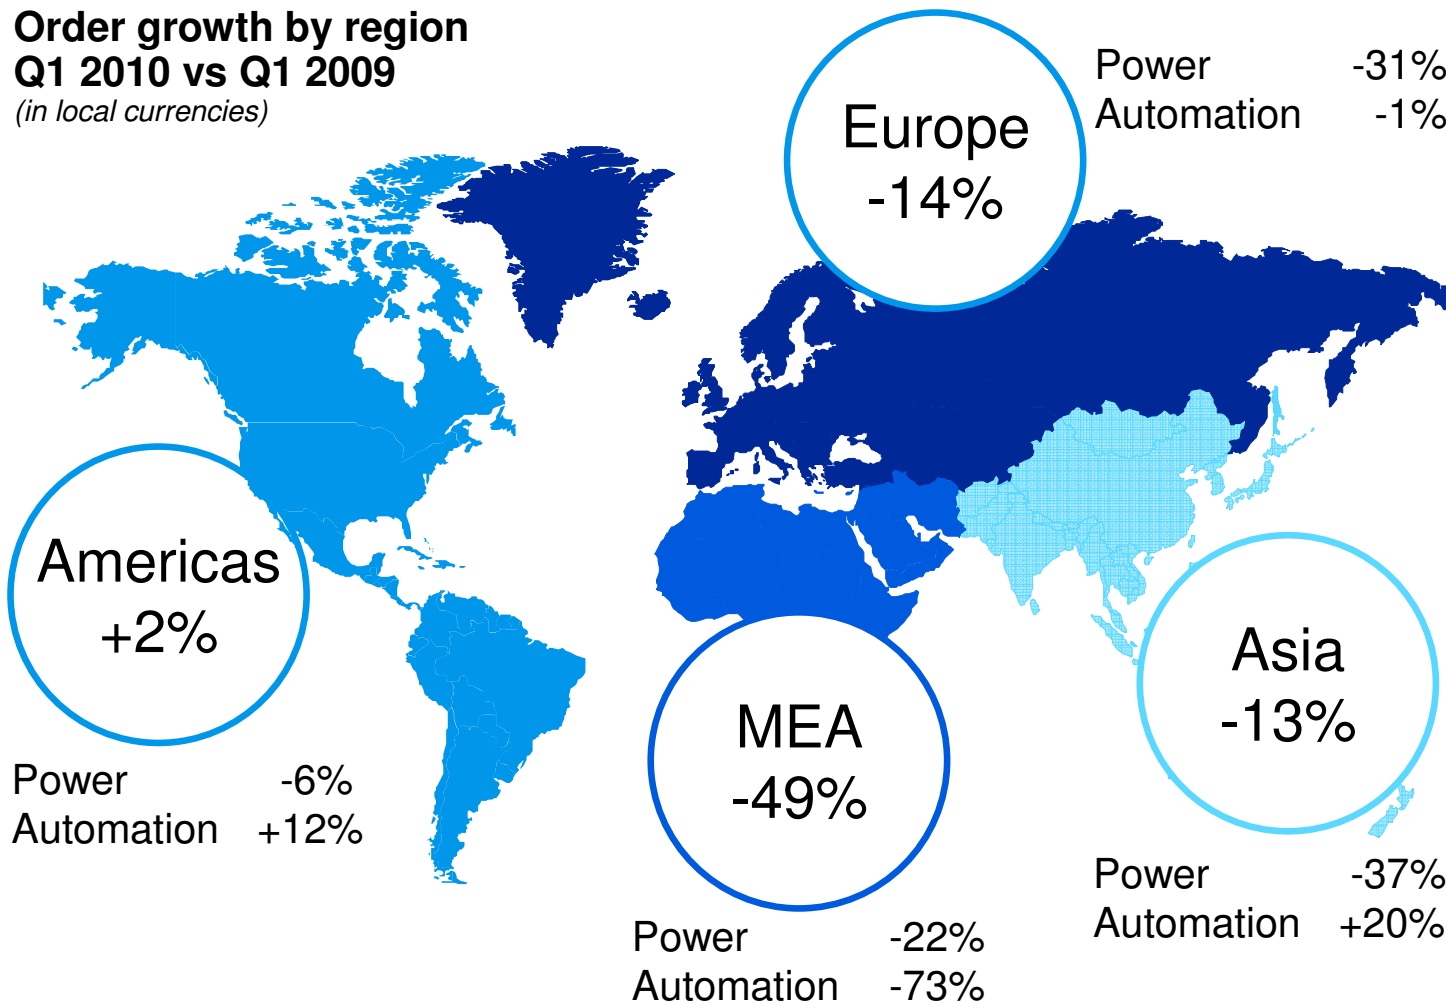 Order growth by region
Q1 2010 vs Q1 2009
(in local currencies)
Europe
-14%
Power -31%
Automation -1%
Americas
+2%
Power -6%
Automation +12%
MEA
-49%
Power -22%
Automation -73%
Asia
-13%
Power -37%
Automation +20%